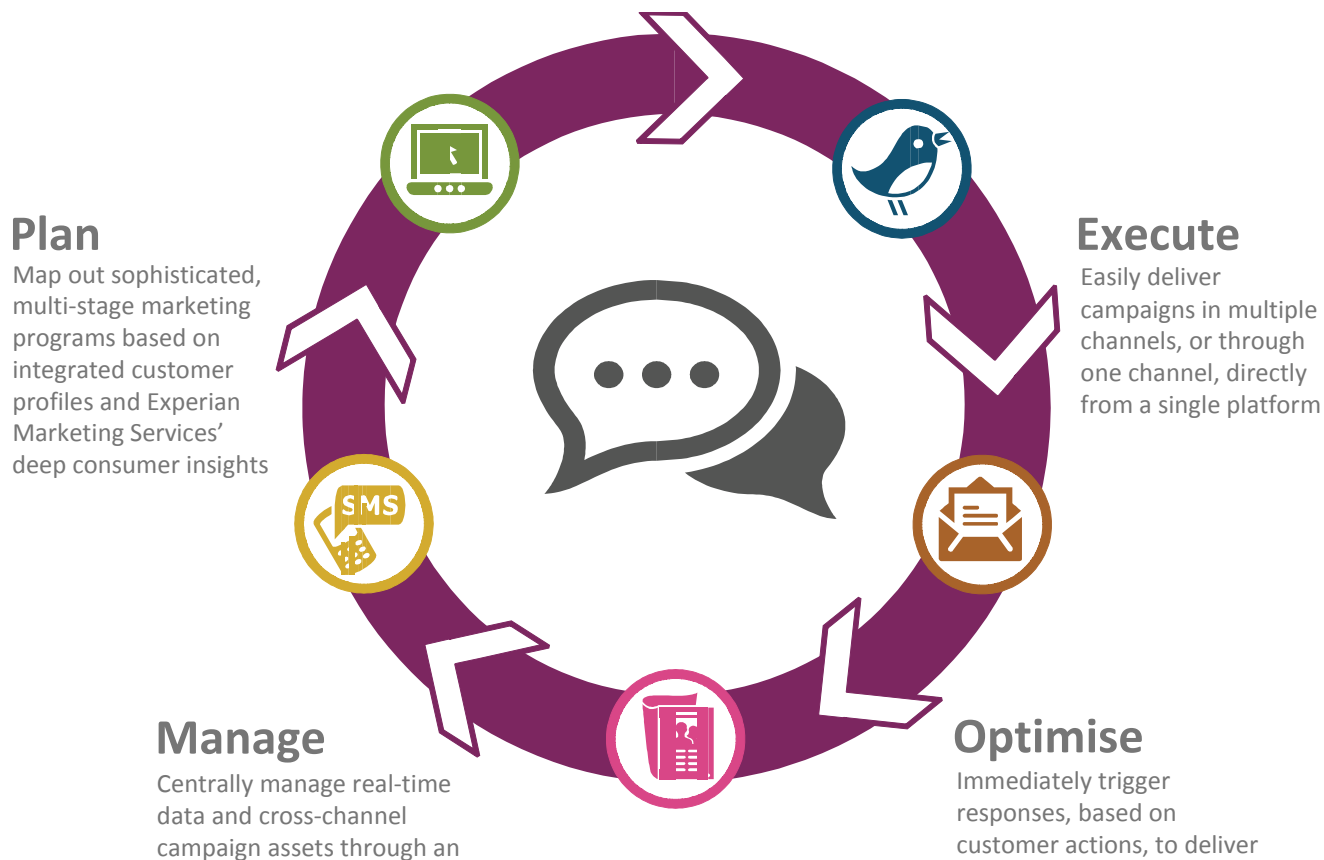 Plan
Map out sophisticated,
multi-stage marketing
programs based on
integrated customer
profiles and Experian
Marketing Services’
deep consumer insights
Execute
Easily deliver
campaigns in multiple
channels, or through
one channel, directly
from a single platform
SMS
Manage
Centrally manage real-time
data and cross-channel
campaign assets through an
Optimise
Immediately trigger
responses, based on
customer actions, to deliver